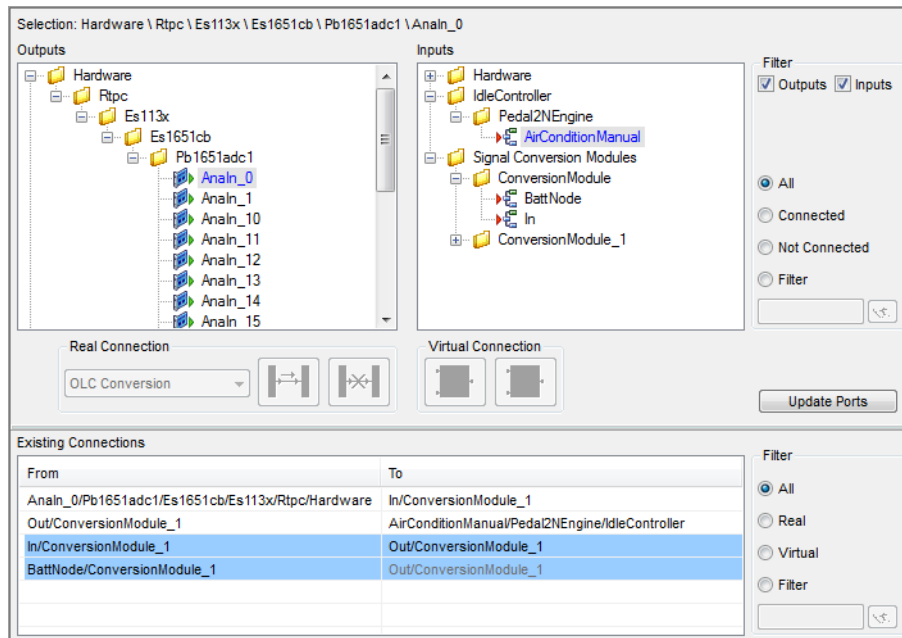 Selection: Hardware \ Rtpc \ Es113x \ Es1651cb \ Pb1651adc1 \ AnaIn_0
Outputs
Hardware
Rtpc
Es113x
Es1651cb
Pb1651adc1
AnaIn_0
AnaIn_1
AnaIn_10
AnaIn_11
AnaIn_12
AnaIn_13
AnaIn_14
AnaIn_15
Inputs
Hardware
IdleController
Pedal2NEngine
AirConditionManual
Signal Conversion Modules
ConversionModule
BattNode
In
ConversionModule_1
Filter
Outputs Inputs
All
Connected
Not Connected
Filter
Real Connection
OLC Conversion
Virtual Connection
Update Ports
Existing Connections
From To
AnaIn_0/Pb1651adc1/Es1651cb/Es113x/Rtpc/Hardware In/ConversionModule_1
Out/ConversionModule_1 AirConditionManual/Pedal2NEngine/IdleController
In/ConversionModule_1 Out/ConversionModule_1
BattNode/ConversionModule_1 Out/ConversionModule_1
Filter
All
Real
Virtual
Filter